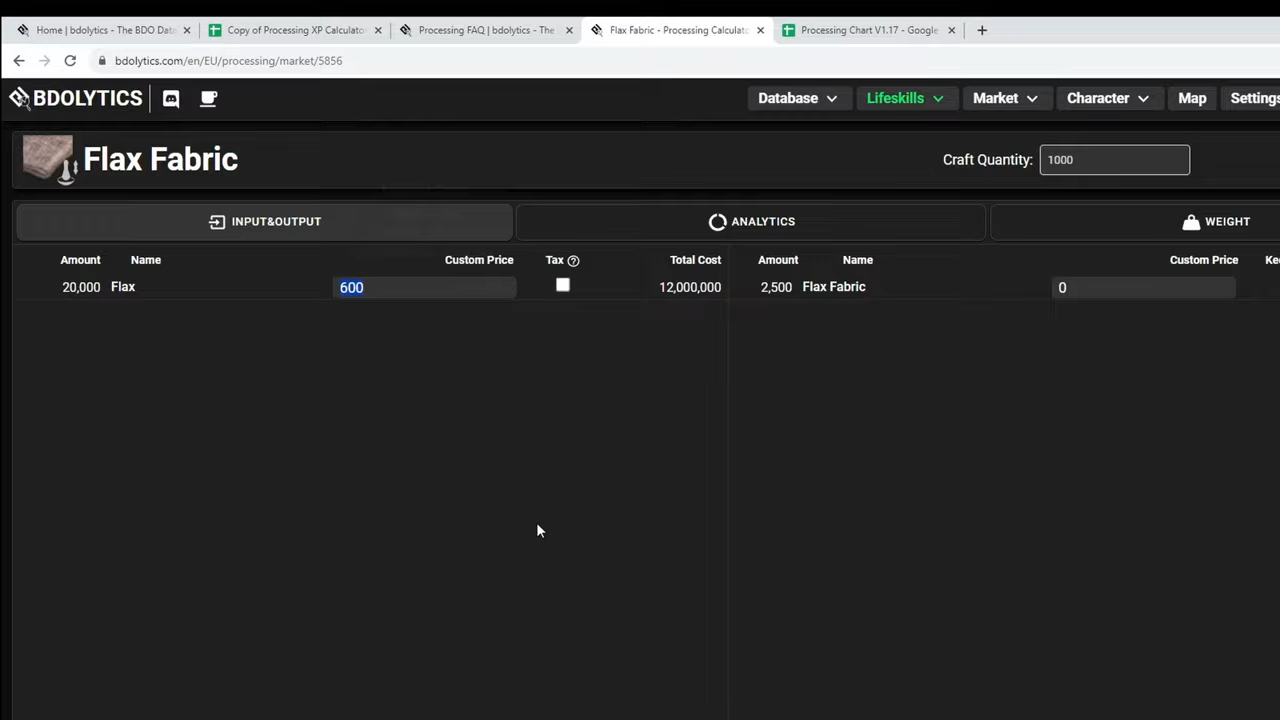 Home | bdolytics - The BDO Data
Copy of Processing XP Calculator
Processing FAQ | bdolytics - The
Flax Fabric - Processing Calculato
Processing Chart V1.17 - Google
bdolytics.com/en/EU/processing/market/5856
BDOLYTICS
Database
Lifeskills
Market
Character
Map
Settings
Flax Fabric
Craft Quantity: 1000
INPUT&OUTPUT
ANALYTICS
WEIGHT
Amount Name Custom Price Tax Total Cost Amount Name Custom Price Ke
20,000 Flax 600 12,000,000 2,500 Flax Fabric 0